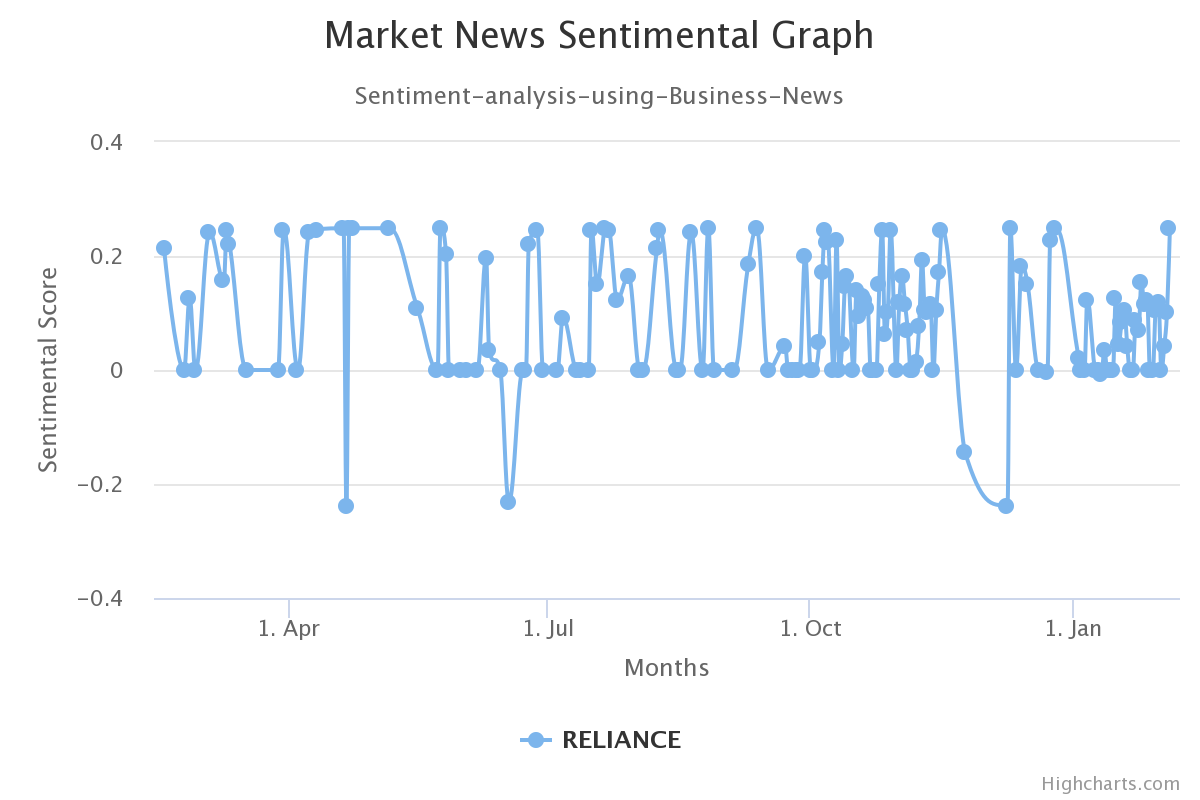 Market News Sentimental Graph
Sentiment-analysis-using-Business-News
Sentimental Score
0.4
0.2
0
−0.2
−0.4
1. Apr
1. Jul
1. Oct
1. Jan
Months
RELIANCE
Highcharts.com